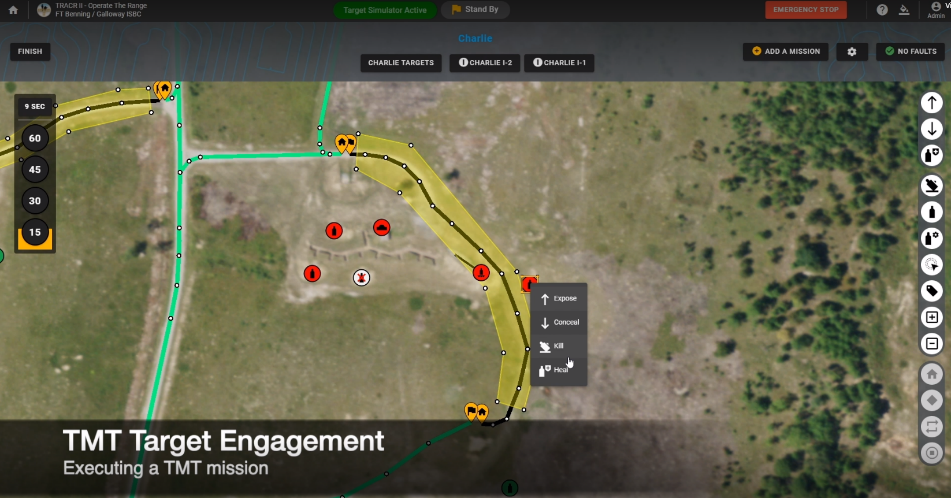 TRACR II - Operate The Range
FT Benning / Galloway ISBC
Target Simulator Active
Stand By
EMERGENCY STOP
Admin
Charlie
FINISH
CHARLIE TARGETS
CHARLIE I-2
CHARLIE I-1
ADD A MISSION
NO FAULTS
9 SEC
60
45
30
15
Expose
Conceal
Kill
Heal
TMT Target Engagement
Executing a TMT mission